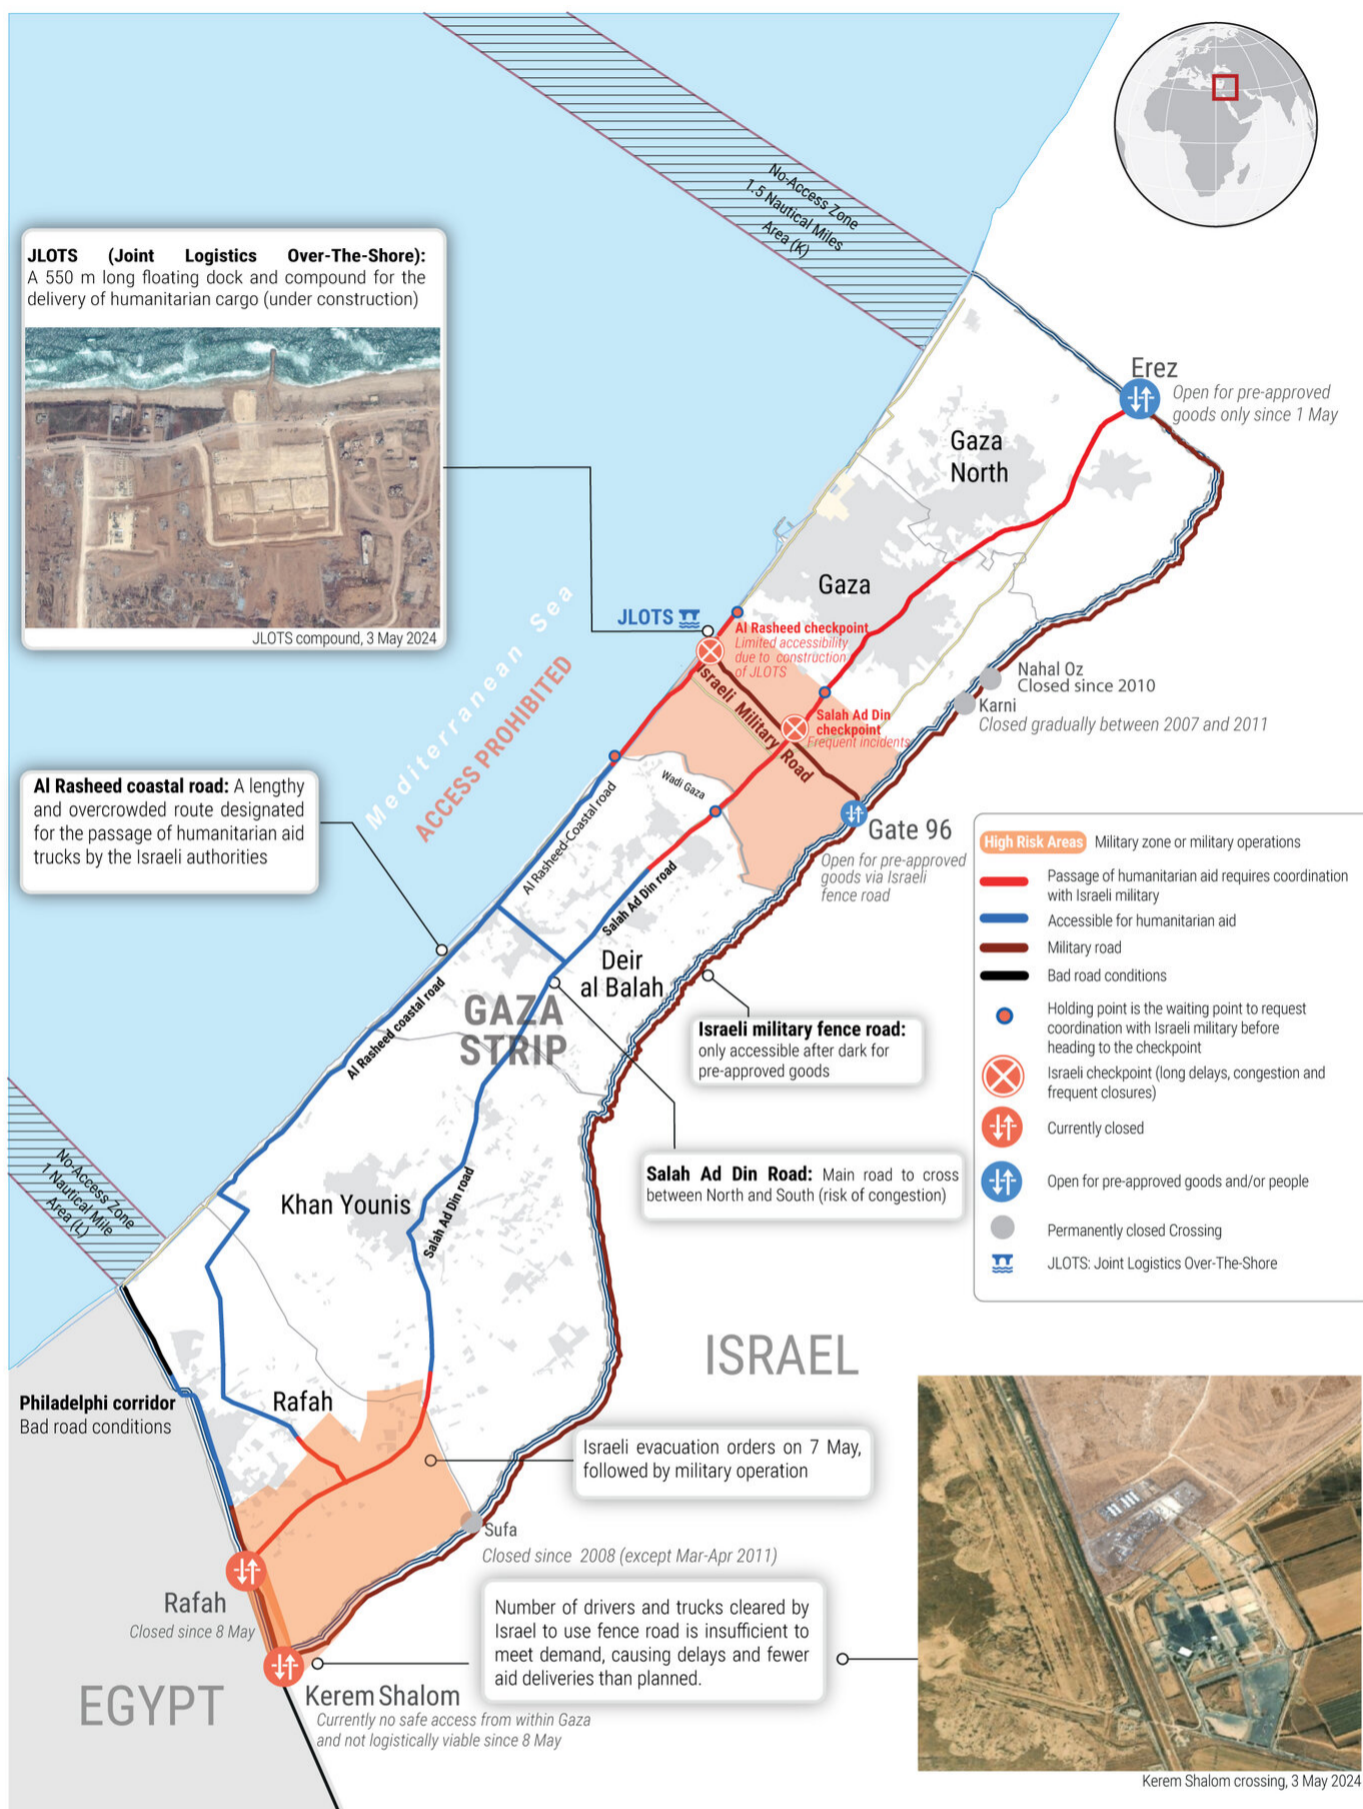 No-Access Zone
1.5 Nautical Miles
Area (K)
JLOTS (Joint Logistics Over-The-Shore):
A 550 m long floating dock and compound for the
delivery of humanitarian cargo (under construction)
JLOTS compound, 3 May 2024
Erez
Open for pre-approved
goods only since 1 May
Gaza
North
Gaza
JLOTS
Al Rasheed checkpoint
Limited accessibility
due to construction
of JLOTS
Israeli Military Road
Salah Ad Din
checkpoint
Frequent incidents
Nahal Oz
Closed since 2010
Karni
Closed gradually between 2007 and 2011
Mediterranean Sea
ACCESS PROHIBITED
Wadi Gaza
Al Rasheed coastal road: A lengthy
and overcrowded route designated
for the passage of humanitarian aid
trucks by the Israeli authorities
Al Rasheed-Coastal road
Gate 96
Open for pre-approved
goods via Israeli
fence road
Salah Ad Din road
Deir
al Balah
GAZA
STRIP
Al Rasheed coastal road
Israeli military fence road:
only accessible after dark for
pre-approved goods
High Risk Areas Military zone or military operations
Passage of humanitarian aid requires coordination
with Israeli military
Accessible for humanitarian aid
Military road
Bad road conditions
Holding point is the waiting point to request
coordination with Israeli military before
heading to the checkpoint
Israeli checkpoint (long delays, congestion and
frequent closures)
Currently closed
Open for pre-approved goods and/or people
Permanently closed Crossing
JLOTS: Joint Logistics Over-The-Shore
Salah Ad Din Road: Main road to cross
between North and South (risk of congestion)
No-Access Zone
1 Nautical Mile
Area (L)
Khan Younis
Salah Ad Din road
ISRAEL
Philadelphi corridor
Bad road conditions
Rafah
Israeli evacuation orders on 7 May,
followed by military operation
Sufa
Closed since 2008 (except Mar-Apr 2011)
Rafah
Closed since 8 May
Number of drivers and trucks cleared by
Israel to use fence road is insufficient to
meet demand, causing delays and fewer
aid deliveries than planned.
EGYPT
Kerem Shalom
Currently no safe access from within Gaza
and not logistically viable since 8 May
Kerem Shalom crossing, 3 May 2024